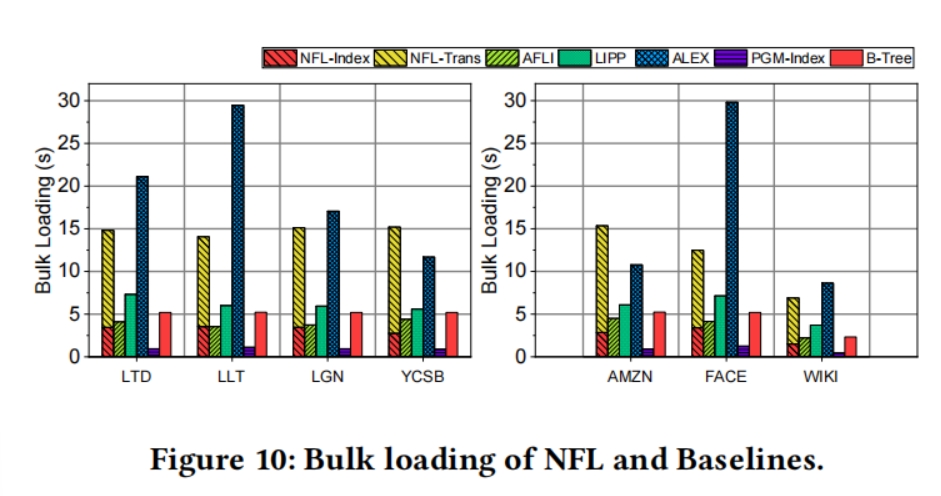 NFL-Index NFL-Trans AFLI LIPP ALEX PGM-Index B-Tree
Bulk Loading (s)
30
25
20
15
10
5
0
LTD LLT LGN YCSB
Bulk Loading (s)
30
25
20
15
10
5
0
AMZN FACE WIKI
Figure 10: Bulk loading of NFL and Baselines.